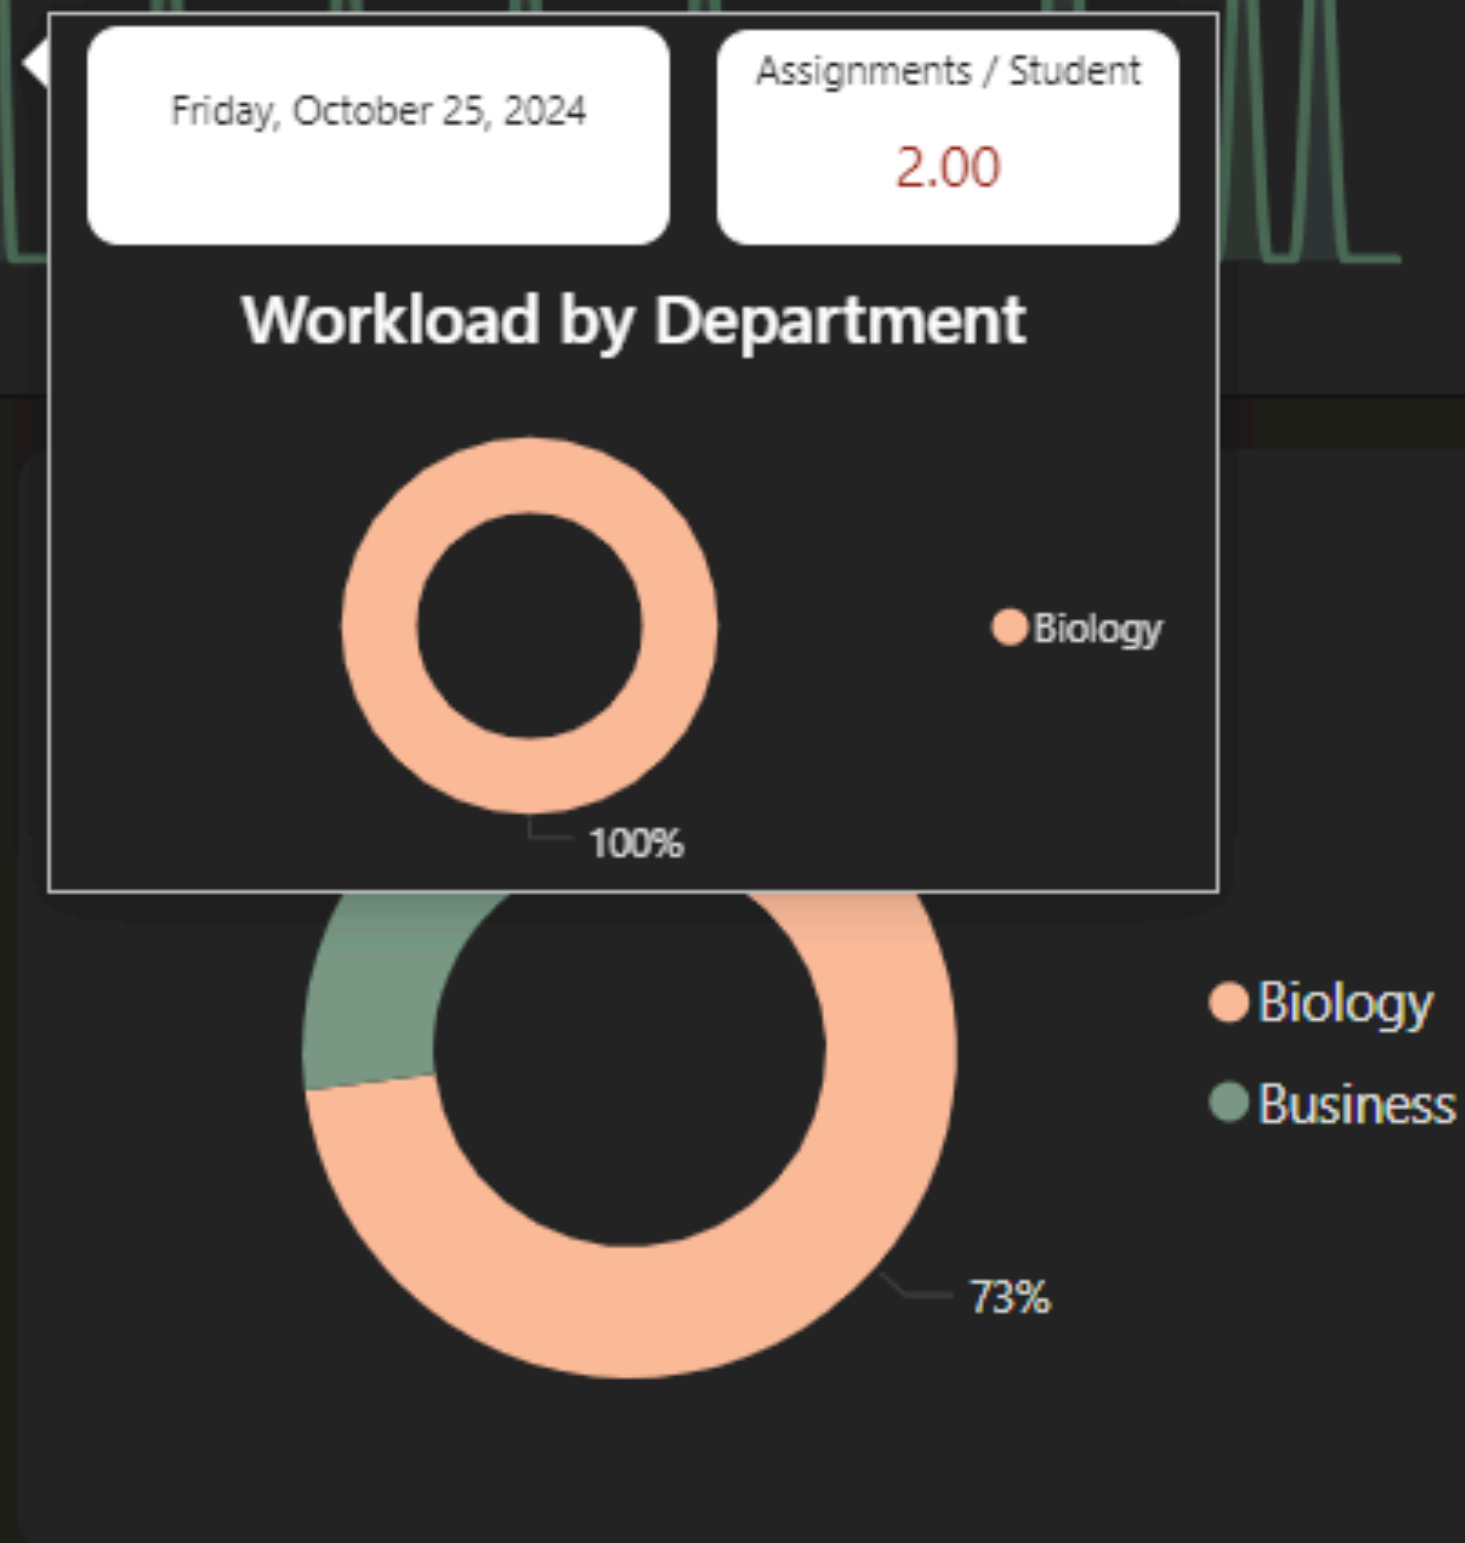 Friday, October 25, 2024
Assignments / Student
2.00
Workload by Department
Biology
100%
Biology
Business
73%